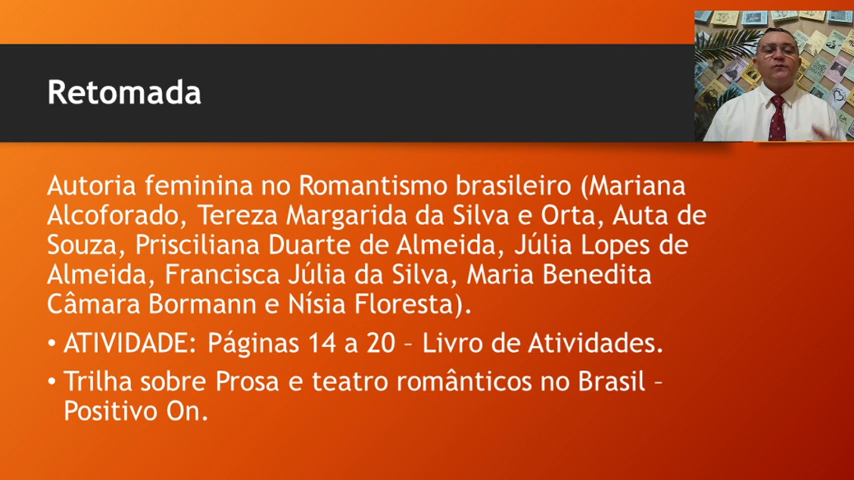 Retomada
Autoria feminina no Romantismo brasileiro (Mariana
Alcoforado, Tereza Margarida da Silva e Orta, Auta de
Souza, Prisciliana Duarte de Almeida, Júlia Lopes de
Almeida, Francisca Júlia da Silva, Maria Benedita
Câmara Bormann e Nísia Floresta).
• ATIVIDADE: Páginas 14 a 20 – Livro de Atividades.
• Trilha sobre Prosa e teatro românticos no Brasil –
Positivo On.